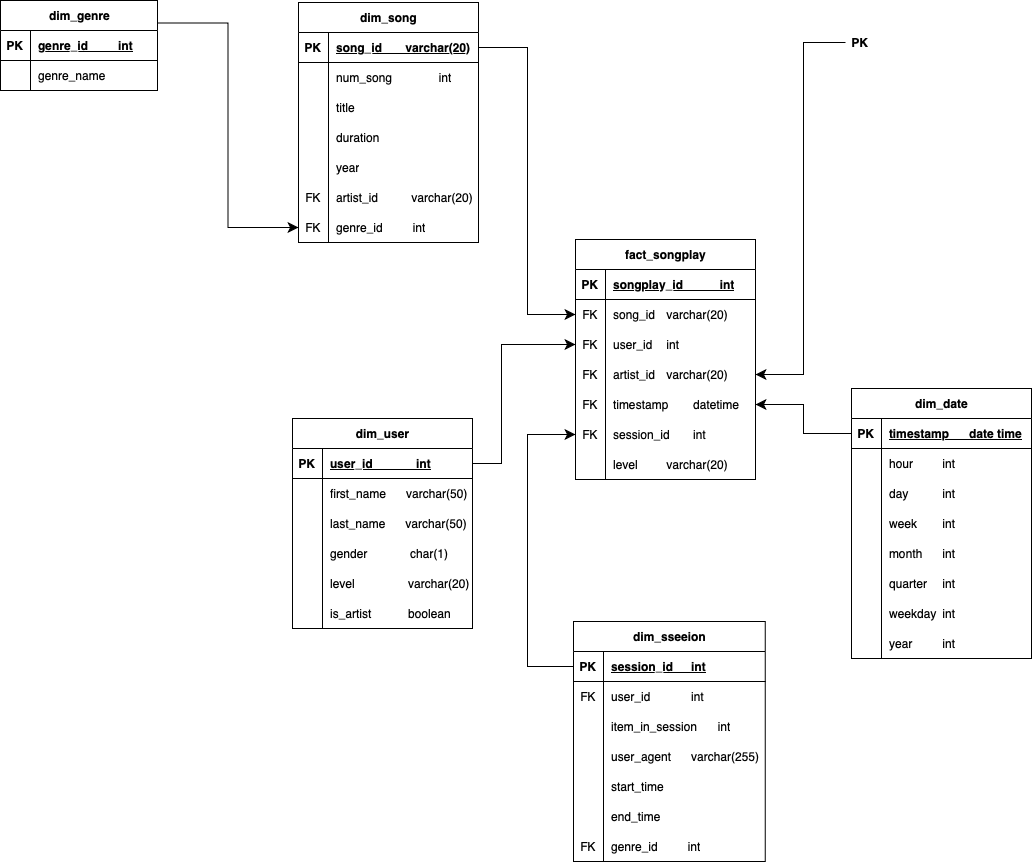 dim_genre
PK genre_id int
genre_name
dim_song
PK song_id varchar(20)
num_song int
title
duration
year
FK artist_id varchar(20)
FK genre_id int
PK
fact_songplay
PK songplay_id int
FK song_id varchar(20)
FK user_id int
FK artist_id varchar(20)
FK timestamp datetime
FK session_id int
level varchar(20)
dim_date
PK timestamp date time
hour int
day int
week int
month int
quarter int
weekday int
year int
dim_user
PK user_id int
first_name varchar(50)
last_name varchar(50)
gender char(1)
level varchar(20)
is_artist boolean
dim_sseeion
PK session_id int
FK user_id int
item_in_session int
user_agent varchar(255)
start_time
end_time
FK genre_id int